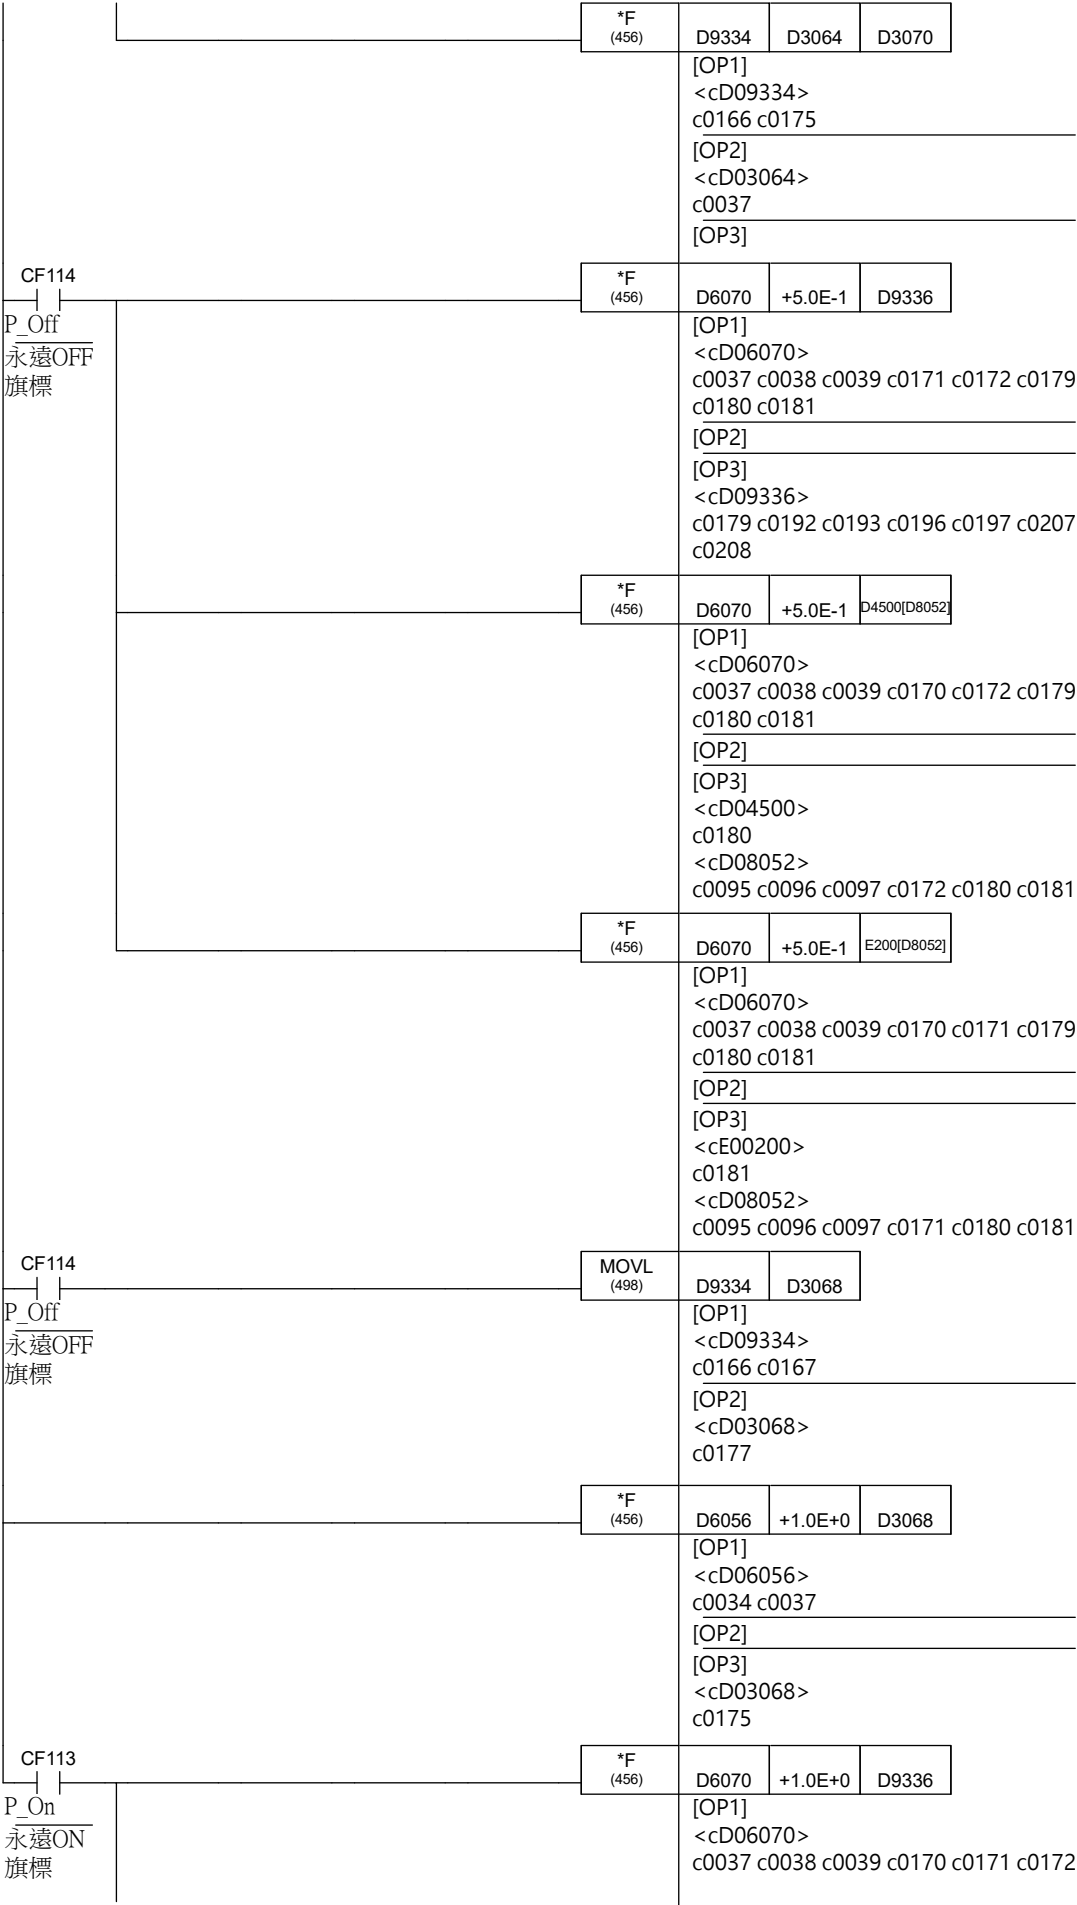 *F
(456) D9334 D3064 D3070
[OP1]
<cD09334>
c0166 c0175
[OP2]
<cD03064>
c0037
[OP3]
CF114 *F
(456) D6070 +5.0E-1 D9336
P_Off [OP1]
永遠OFF <cD06070>
旗標 c0037 c0038 c0039 c0171 c0172 c0179
c0180 c0181
[OP2]
[OP3]
<cD09336>
c0179 c0192 c0193 c0196 c0197 c0207
c0208
*F
(456) D6070 +5.0E-1 D4500[D8052]
[OP1]
<cD06070>
c0037 c0038 c0039 c0170 c0172 c0179
c0180 c0181
[OP2]
[OP3]
<cD04500>
c0180
<cD08052>
c0095 c0096 c0097 c0172 c0180 c0181
*F
(456) D6070 +5.0E-1 E200[D8052]
[OP1]
<cD06070>
c0037 c0038 c0039 c0170 c0171 c0179
c0180 c0181
[OP2]
[OP3]
<cE00200>
c0181
<cD08052>
c0095 c0096 c0097 c0171 c0180 c0181
CF114 MOVL
(498) D9334 D3068
P_Off [OP1]
永遠OFF <cD09334>
旗標 c0166 c0167
[OP2]
<cD03068>
c0177
*F
(456) D6056 +1.0E+0 D3068
[OP1]
<cD06056>
c0034 c0037
[OP2]
[OP3]
<cD03068>
c0175
CF113 *F
(456) D6070 +1.0E+0 D9336
P_On [OP1]
永遠ON <cD06070>
旗標 c0037 c0038 c0039 c0170 c0171 c0172